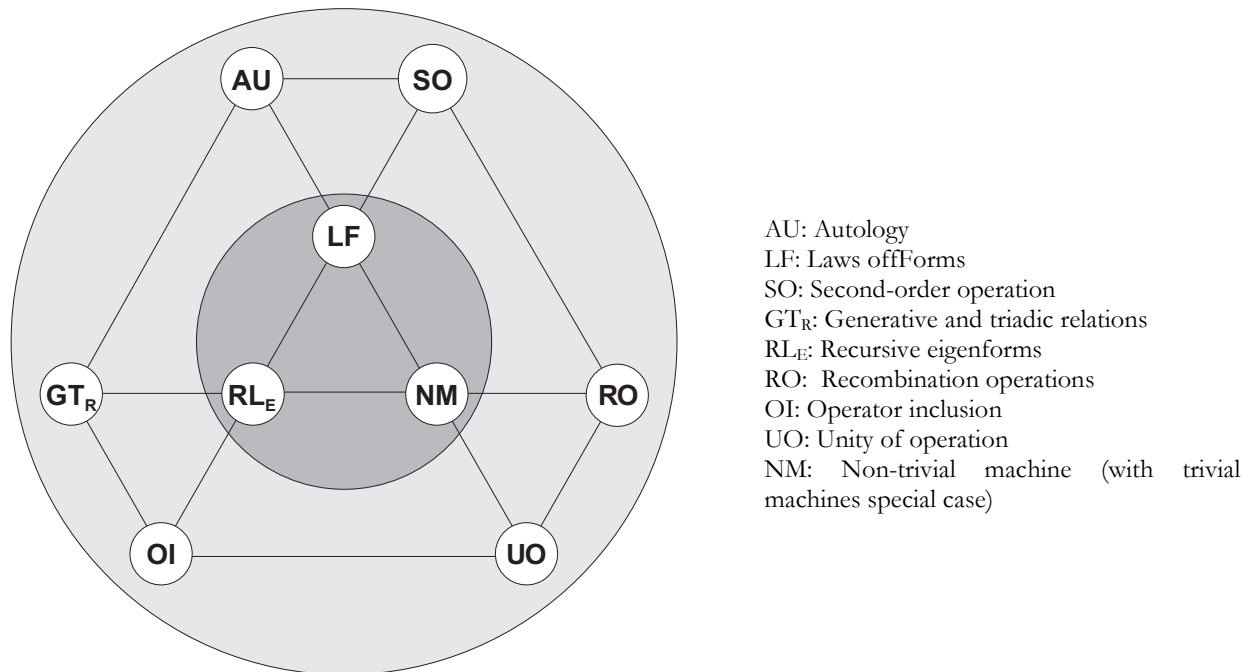 AU
SO
LF
GTR
RLE
NM
RO
OI
UO
AU: Autology
LF: Laws offForms
SO: Second-order operation
GTR: Generative and triadic relations
RLE: Recursive eigenforms
RO: Recombination operations
OI: Operator inclusion
UO: Unity of operation
NM: Non-trivial machine (with trivial
machines special case)